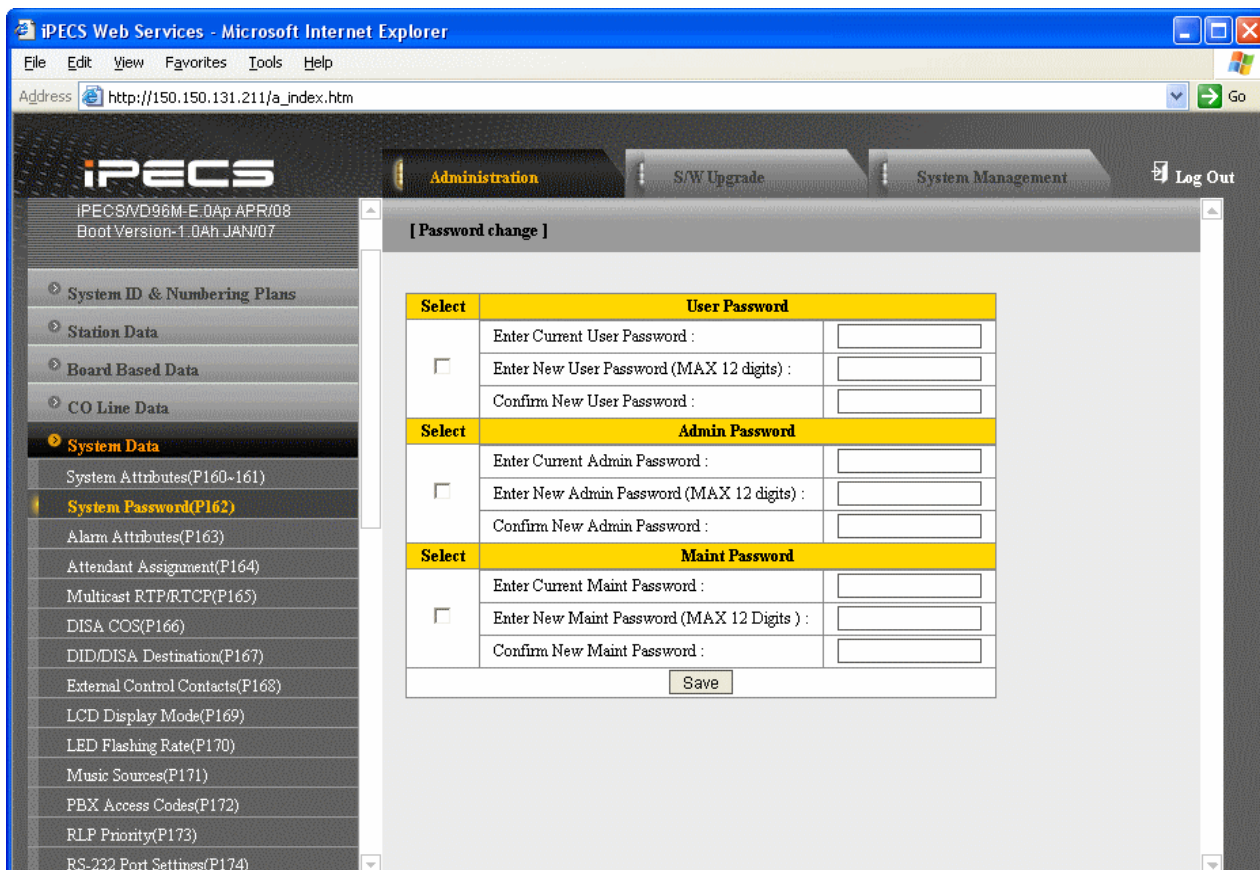 iPECS Web Services - Microsoft Internet Explorer
File Edit View Favorites Tools Help
Address http://150.150.131.211/a_index.htm Go
iPECS
Administration S/W Upgrade System Management Log Out
iPECS/VD96M-E.0Ap APR/08
Boot Version-1.0Ah JAN/07
[ Password change ]
System ID & Numbering Plans
Station Data
Board Based Data
CO Line Data
System Data
System Attributes(P160~161)
System Password(P162)
Alarm Attributes(P163)
Attendant Assignment(P164)
Multicast RTP/RTCP(P165)
DISA COS(P166)
DID/DISA Destination(P167)
External Control Contacts(P168)
LCD Display Mode(P169)
LED Flashing Rate(P170)
Music Sources(P171)
PBX Access Codes(P172)
RLP Priority(P173)
RS-232 Port Settings(P174)
Select User Password
Enter Current User Password :
Enter New User Password (MAX 12 digits) :
Confirm New User Password :
Select Admin Password
Enter Current Admin Password :
Enter New Admin Password (MAX 12 digits) :
Confirm New Admin Password :
Select Maint Password
Enter Current Maint Password :
Enter New Maint Password (MAX 12 Digits ) :
Confirm New Maint Password :
Save